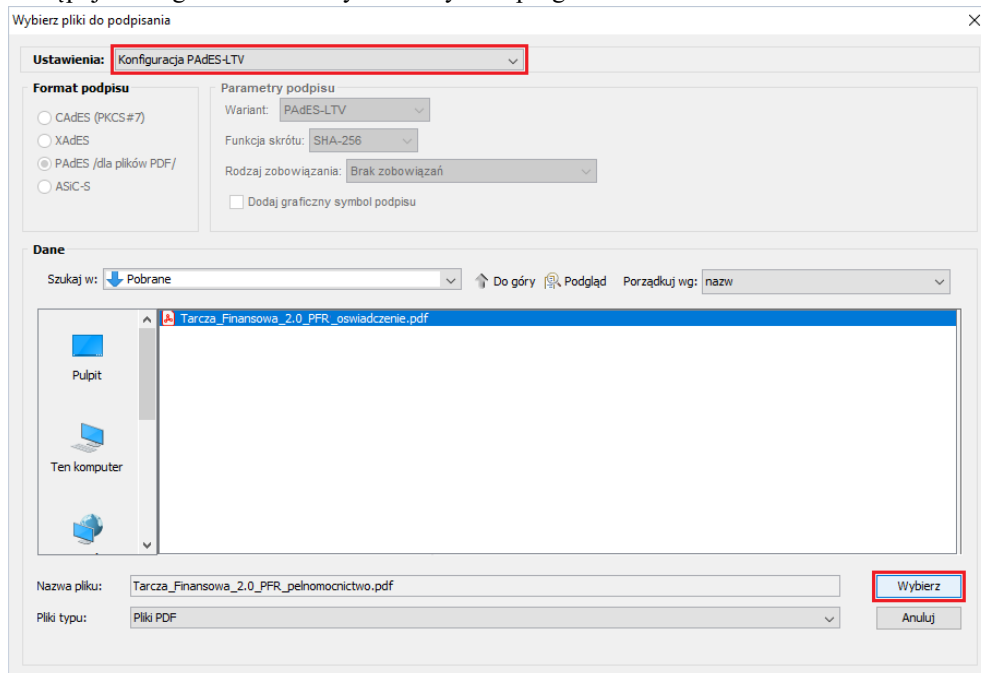 Wybierz pliki do podpisania
Ustawienia: Konfiguracja PAdES-LTV
Format podpisu
CAdES (PKCS#7)
XAdES
PAdES /dla plików PDF/
ASiC-S
Parametry podpisu
Wariant: PAdES-LTV
Funkcja skrótu: SHA-256
Rodzaj zobowiązania: Brak zobowiązań
Dodaj graficzny symbol podpisu
Dane
Szukaj w: Pobrane Do góry Podgląd Porządkuj wg: nazw
Tarcza_Finansowa_2.0_PFR_oswiadczenie.pdf
Pulpit
Ten komputer
Nazwa pliku: Tarcza_Finansowa_2.0_PFR_pelnomocnictwo.pdf Wybierz
Pliki typu: Pliki PDF Anuluj